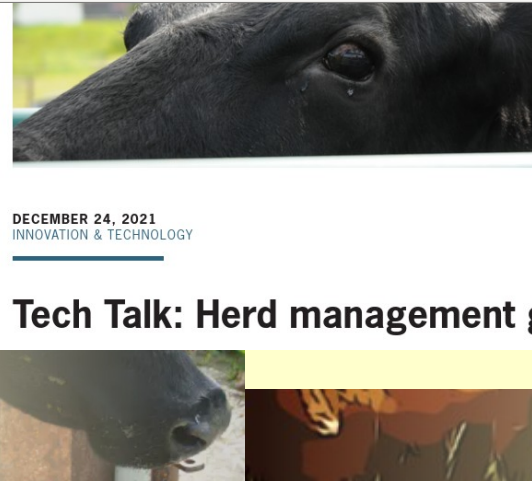 DECEMBER 24, 2021
INNOVATION & TECHNOLOGY
Tech Talk: Herd management